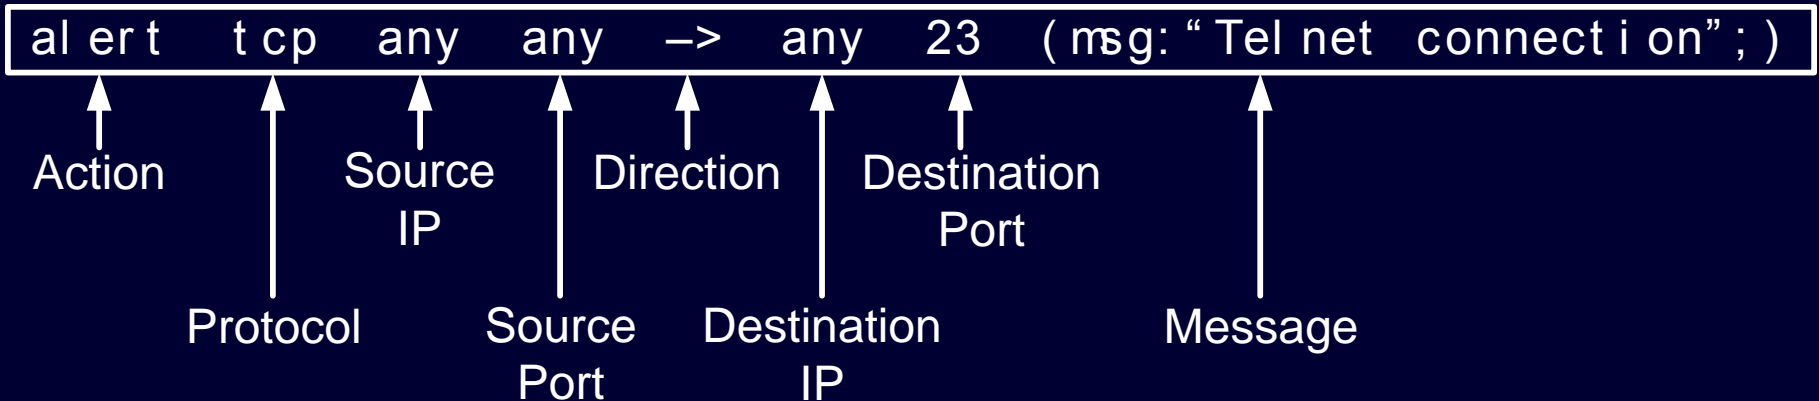 alert tcp any any –> any 23 (msg:“Telnet connection”;)
Action
Source
IP
Direction
Destination
Port
Protocol
Source
Port
Destination
IP
Message